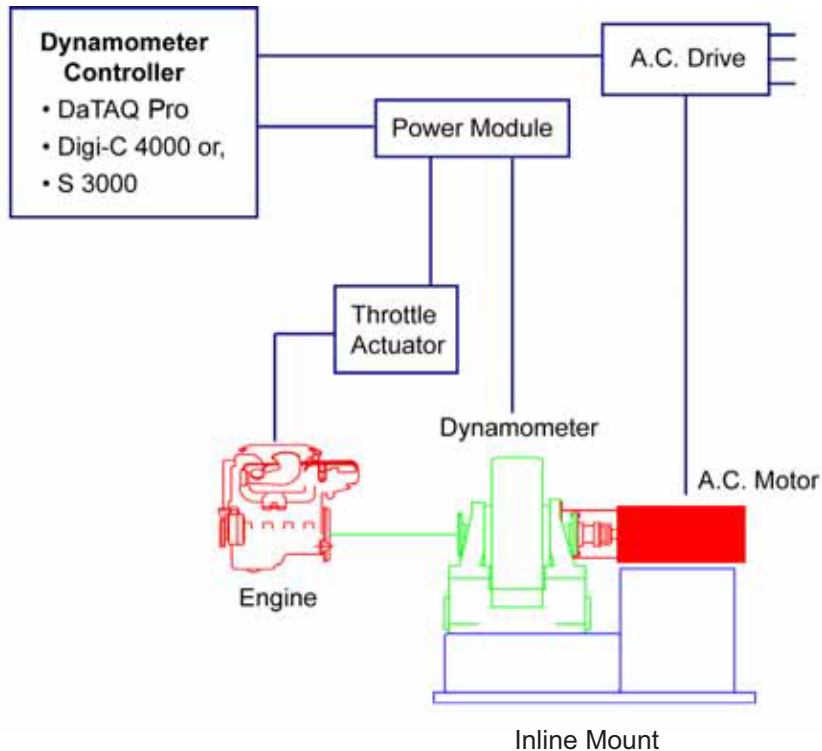 Dynamometer
Controller
• DaTAQ Pro
• Digi-C 4000 or,
• S 3000
A.C. Drive
Power Module
Throttle
Actuator
Dynamometer
A.C. Motor
Engine
Inline Mount